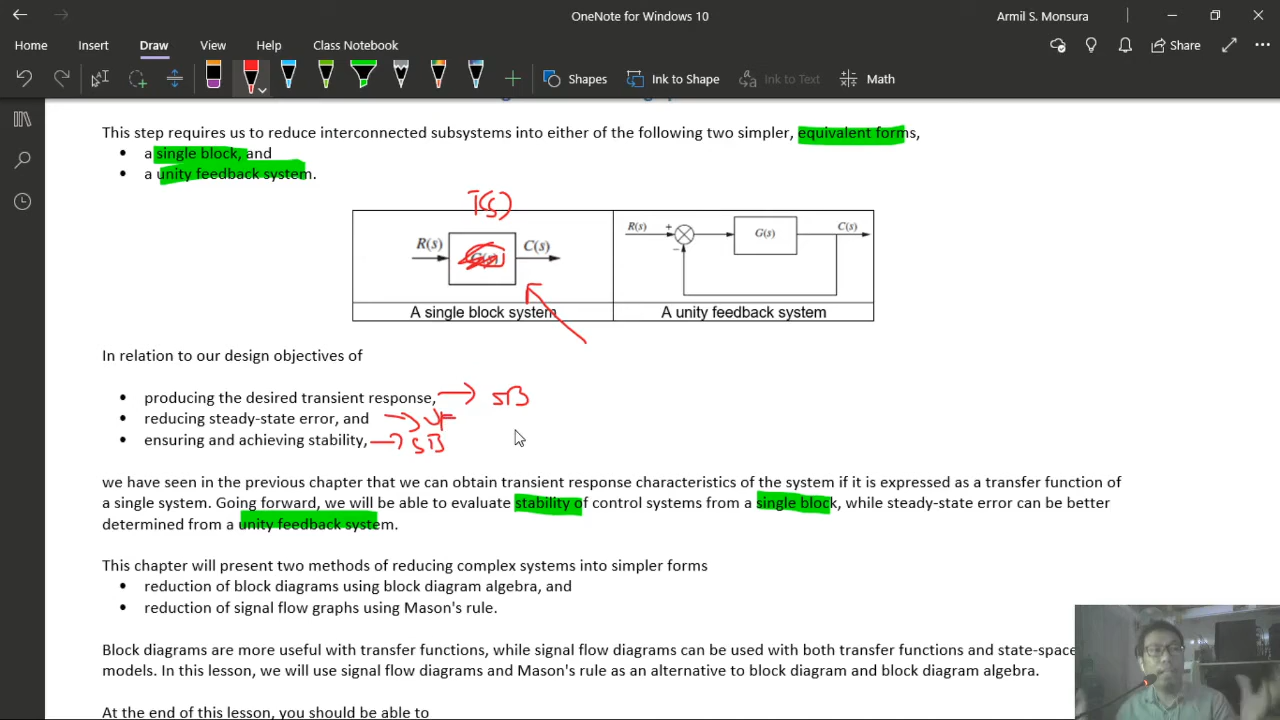 OneNote for Windows 10
Armil S. Monsura
Home Insert Draw View Help Class Notebook Share
Shapes Ink to Shape Ink to Text Math
This step requires us to reduce interconnected subsystems into either of the following two simpler, equivalent forms,
• a single block, and
• a unity feedback system.
T(s)
R(s) C(s)
R(s) + − G(s) C(s)
A single block system A unity feedback system
In relation to our design objectives of
• producing the desired transient response, SB
• reducing steady-state error, and UF
• ensuring and achieving stability, SB
we have seen in the previous chapter that we can obtain transient response characteristics of the system if it is expressed as a transfer function of
a single system. Going forward, we will be able to evaluate stability of control systems from a single block, while steady-state error can be better
determined from a unity feedback system.
This chapter will present two methods of reducing complex systems into simpler forms
• reduction of block diagrams using block diagram algebra, and
• reduction of signal flow graphs using Mason's rule.
Block diagrams are more useful with transfer functions, while signal flow diagrams can be used with both transfer functions and state-space
models. In this lesson, we will use signal flow diagrams and Mason's rule as an alternative to block diagram and block diagram algebra.
At the end of this lesson, you should be able to